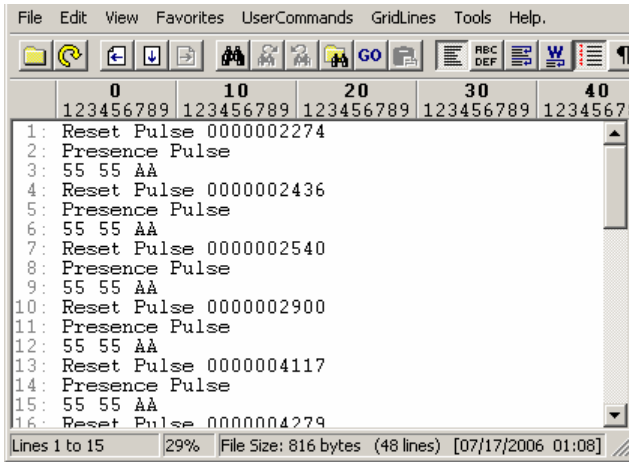 File Edit View Favorites UserCommands GridLines Tools Help.
GO ABC DEF W ¶
0 10 20 30 40
123456789 123456789 123456789 123456789 1234567
1: Reset Pulse 0000002274
2: Presence Pulse
3: 55 55 AA
4: Reset Pulse 0000002436
5: Presence Pulse
6: 55 55 AA
7: Reset Pulse 0000002540
8: Presence Pulse
9: 55 55 AA
10: Reset Pulse 0000002900
11: Presence Pulse
12: 55 55 AA
13: Reset Pulse 0000004117
14: Presence Pulse
15: 55 55 AA
16: Reset Pulse 0000004279
Lines 1 to 15 29% File Size: 816 bytes (48 lines) [07/17/2006 01:08]